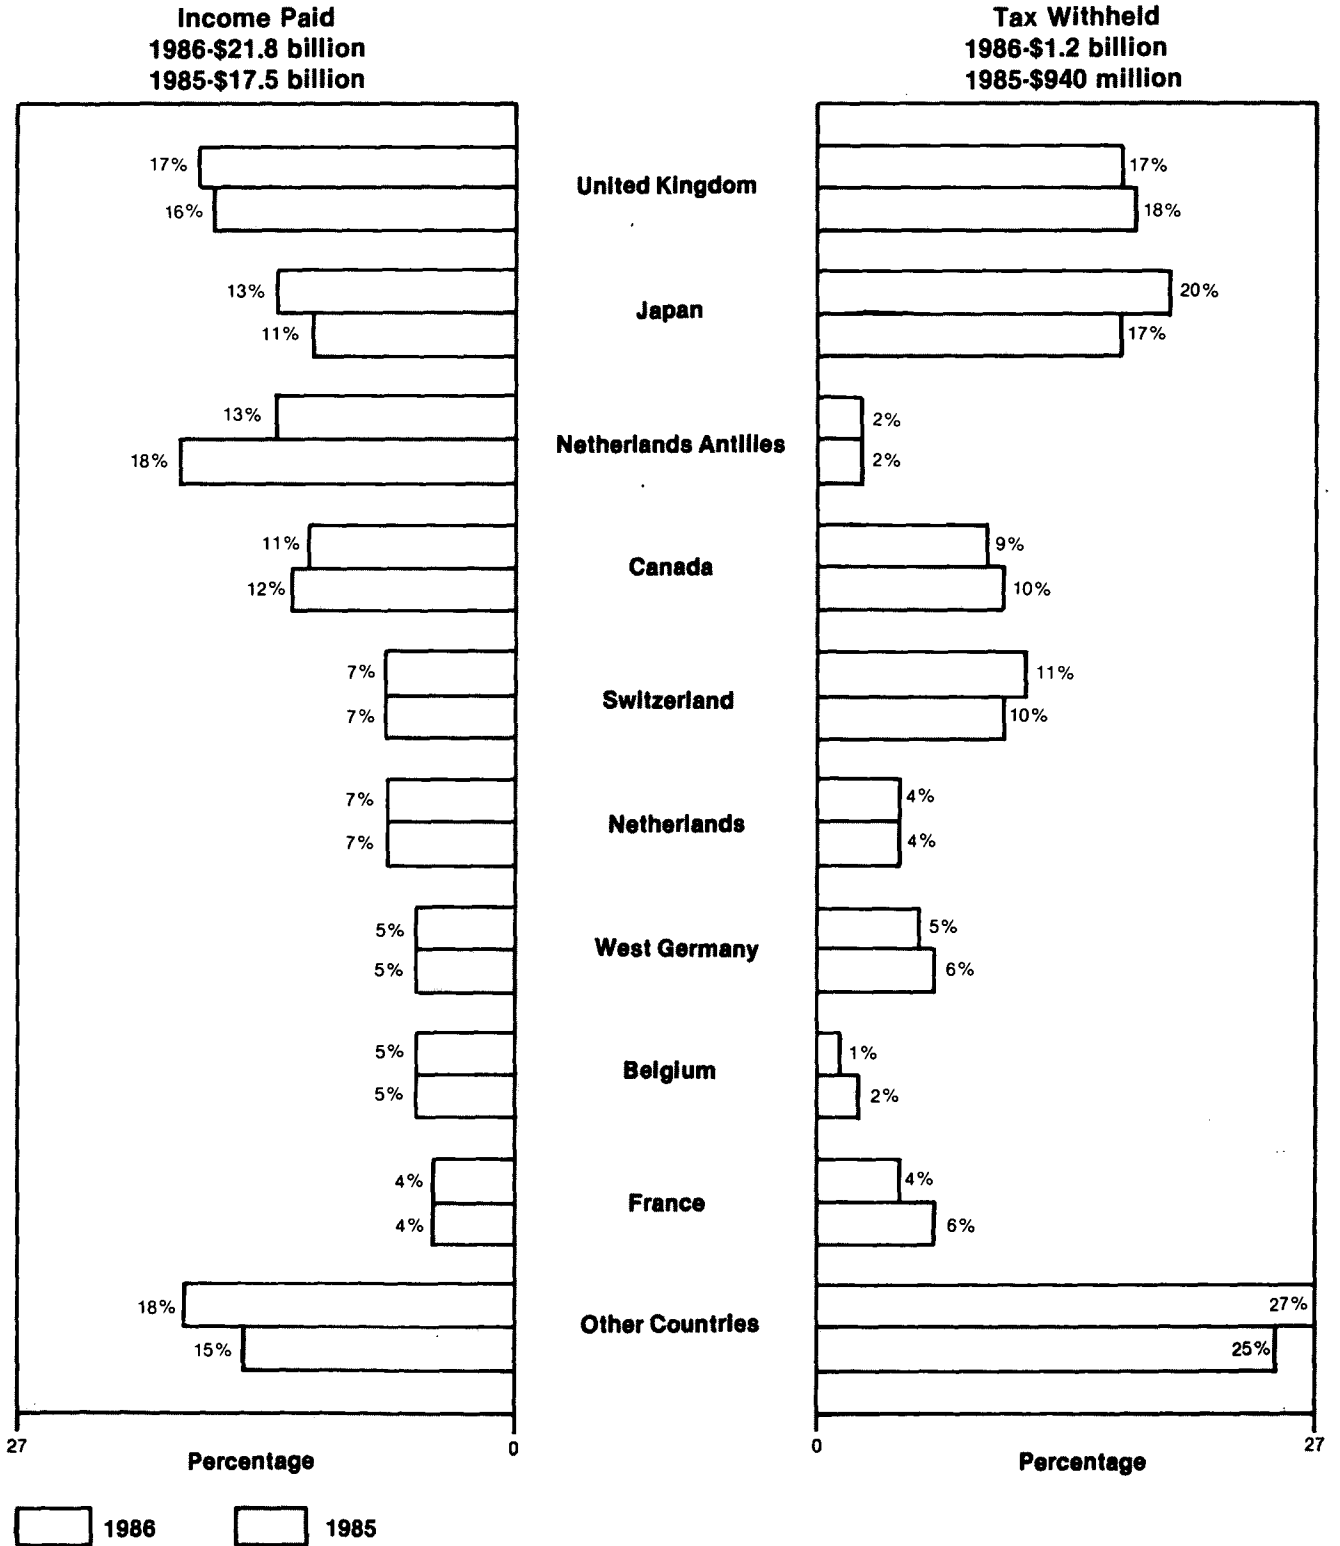 Income Paid
1986-$21.8 billion
1985-$17.5 billion
Tax Withheld
1986-$1.2 billion
1985-$940 million
17%
16%
United Kingdom
17%
18%
13%
11%
Japan
20%
17%
13%
18%
Netherlands Antilles
2%
2%
11%
12%
Canada
9%
10%
7%
7%
Switzerland
11%
10%
7%
7%
Netherlands
4%
4%
5%
5%
West Germany
5%
6%
5%
5%
Belgium
1%
2%
4%
4%
France
4%
6%
18%
15%
Other Countries
27%
25%
27
0
Percentage
0
27
Percentage
1986
1985